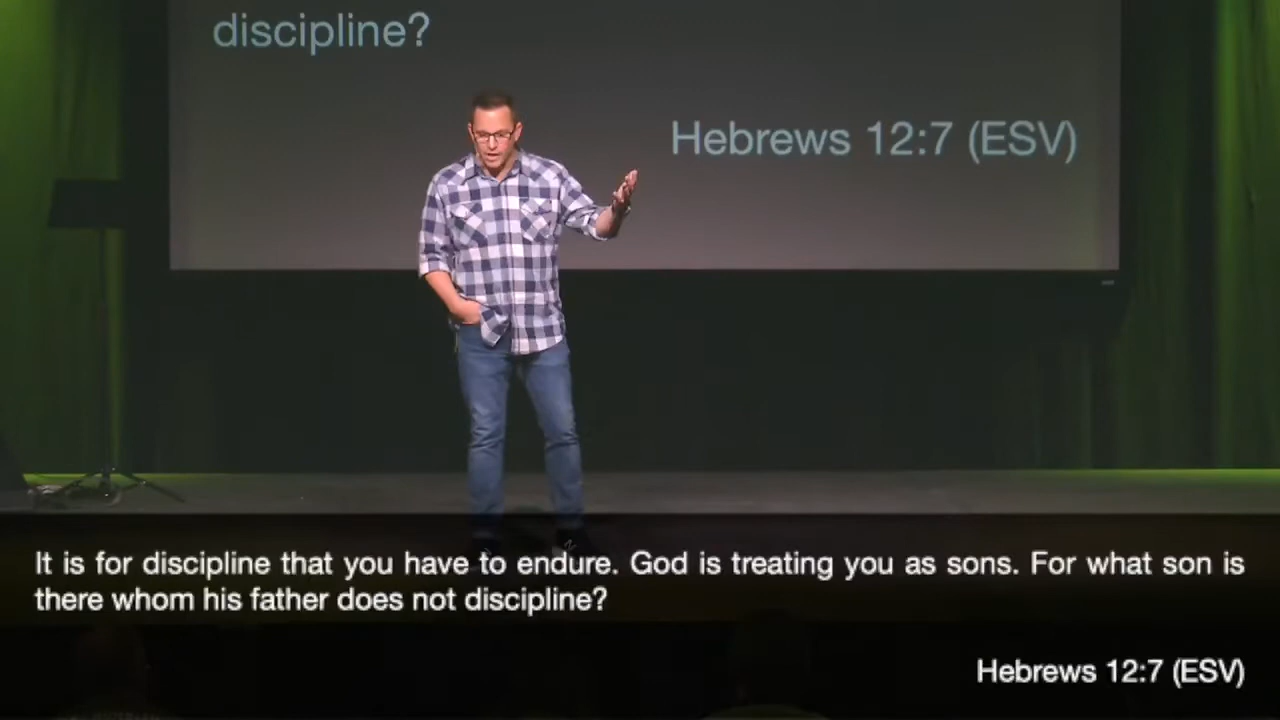 discipline?
Hebrews 12:7 (ESV)
It is for discipline that you have to endure. God is treating you as sons. For what son is
there whom his father does not discipline?
Hebrews 12:7 (ESV)